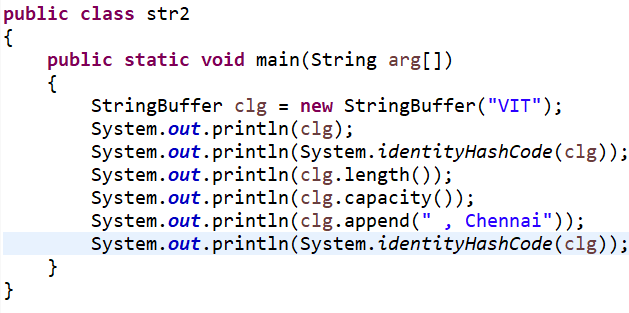 public class str2
{
    public static void main(String arg[])
    {
        StringBuffer clg = new StringBuffer("VIT");
        System.out.println(clg);
        System.out.println(System.identityHashCode(clg));
        System.out.println(clg.length());
        System.out.println(clg.capacity());
        System.out.println(clg.append(" , Chennai"));
        System.out.println(System.identityHashCode(clg));
    }
}